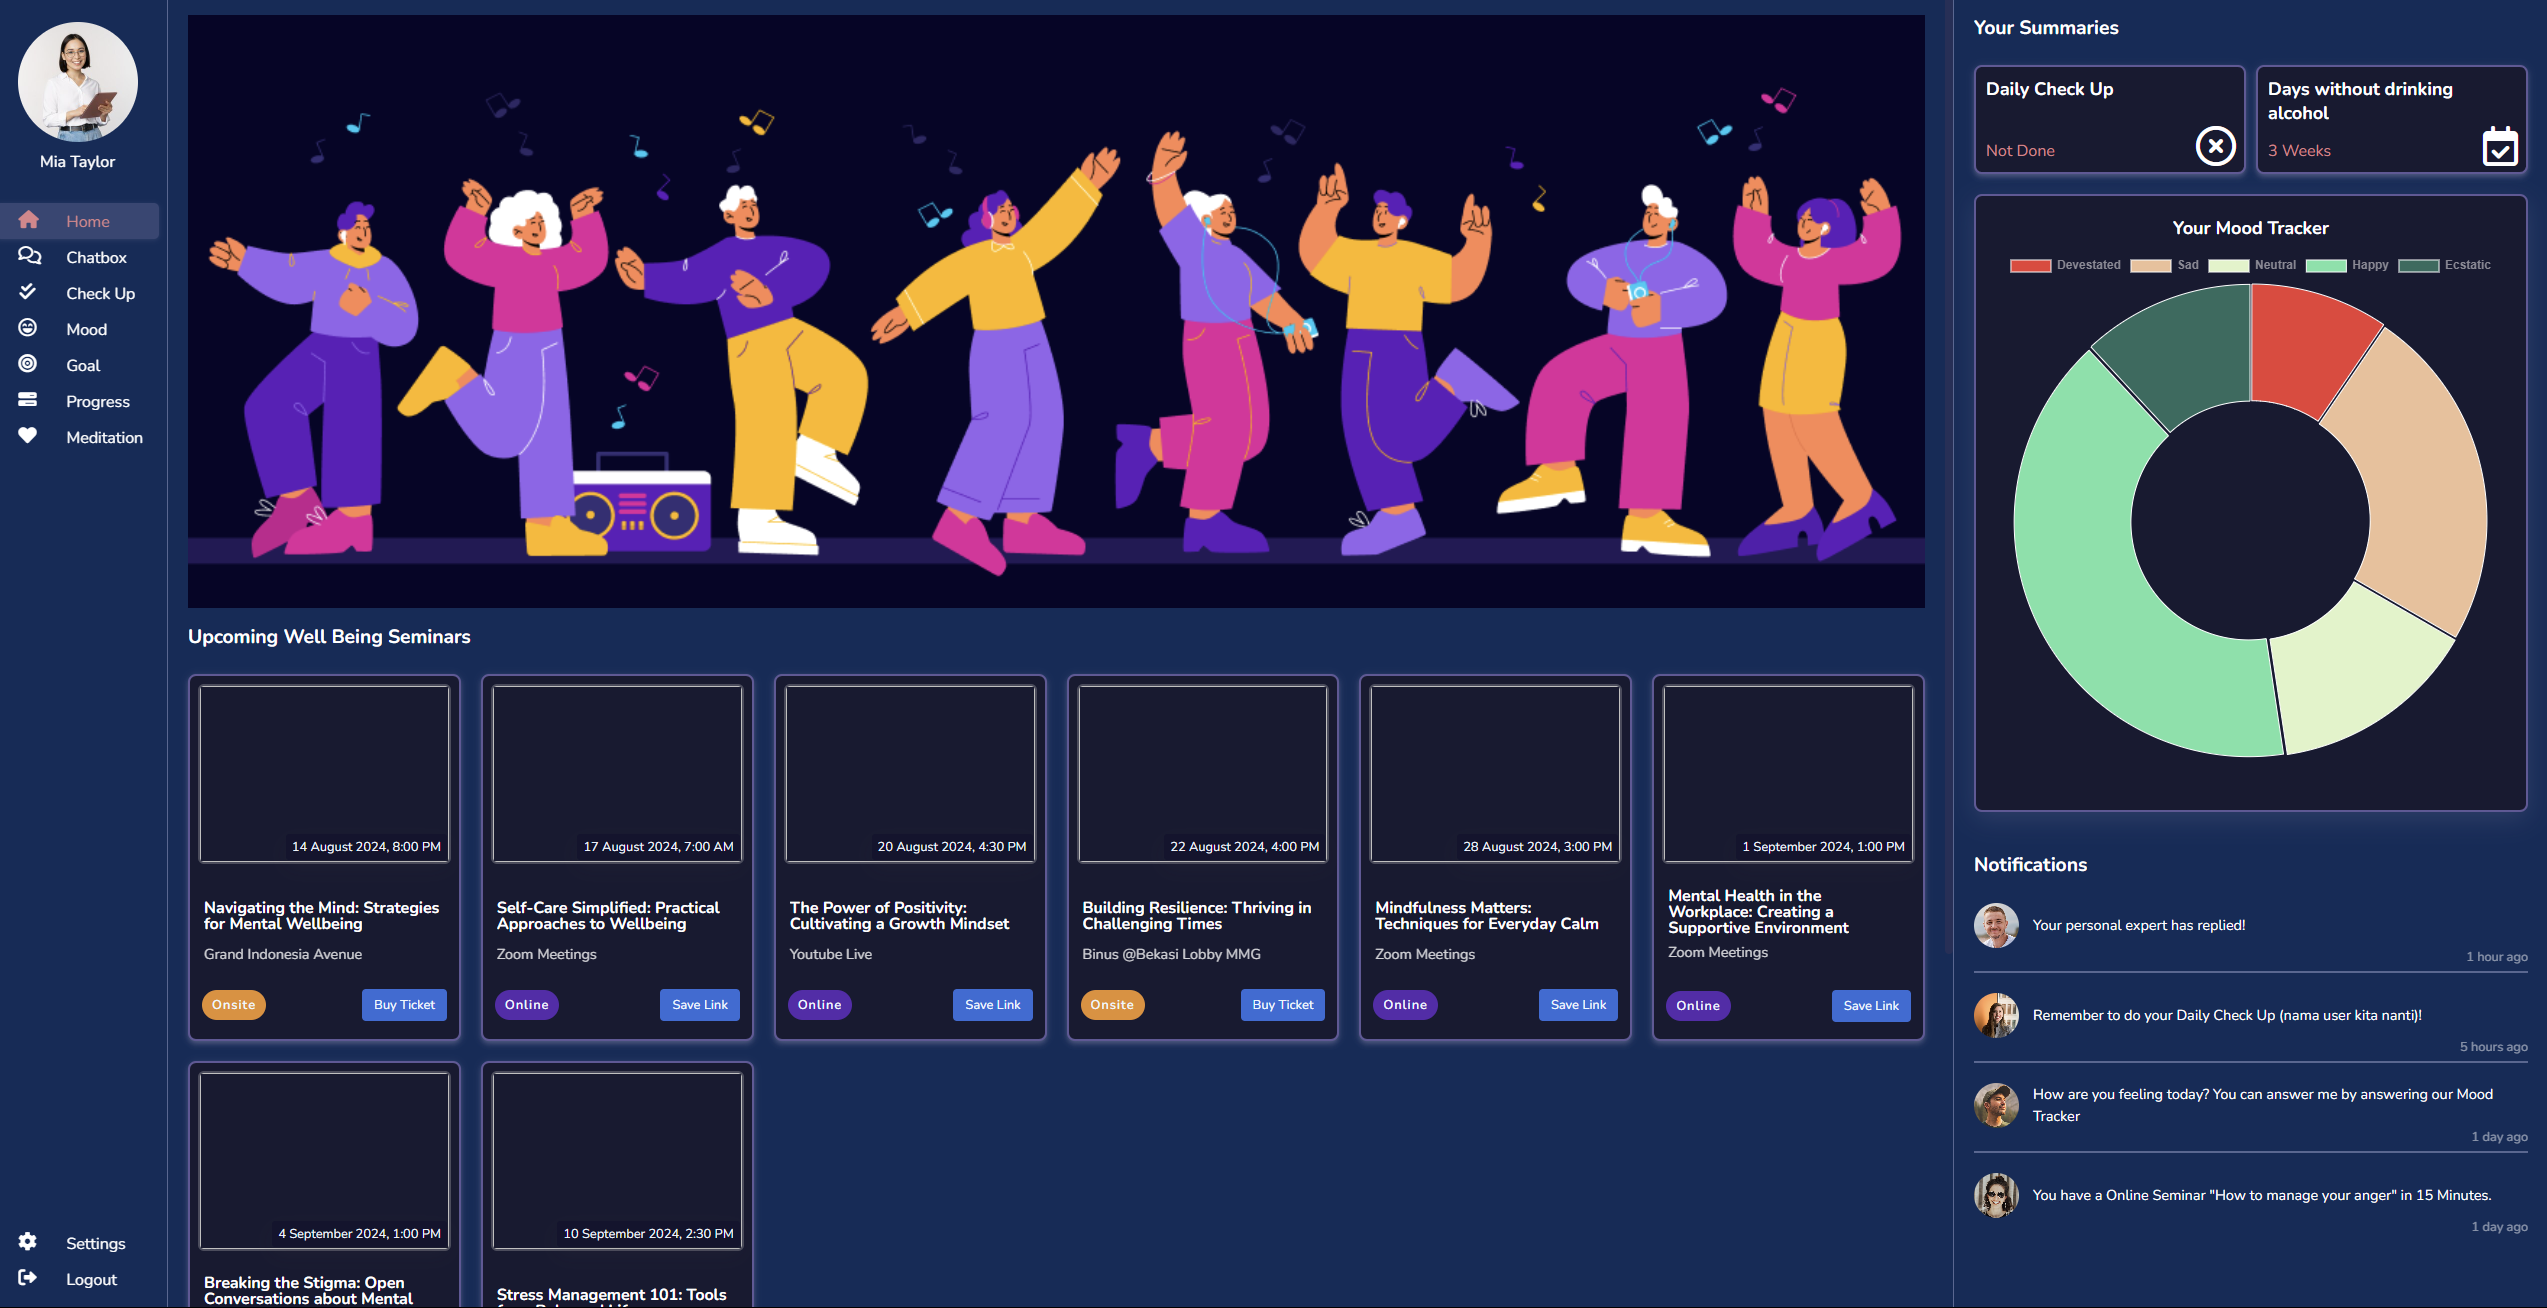 Mia Taylor
Home
Chatbox
Check Up
Mood
Goal
Progress
Meditation
Settings
Logout
Upcoming Well Being Seminars
14 August 2024, 8:00 PM
Navigating the Mind: Strategies
for Mental Wellbeing
Grand Indonesia Avenue
Onsite
Buy Ticket
17 August 2024, 7:00 AM
Self-Care Simplified: Practical
Approaches to Wellbeing
Zoom Meetings
Online
Save Link
20 August 2024, 4:30 PM
The Power of Positivity:
Cultivating a Growth Mindset
Youtube Live
Online
Save Link
22 August 2024, 4:00 PM
Building Resilience: Thriving in
Challenging Times
Binus @Bekasi Lobby MMG
Onsite
Buy Ticket
28 August 2024, 3:00 PM
Mindfulness Matters:
Techniques for Everyday Calm
Zoom Meetings
Online
Save Link
1 September 2024, 1:00 PM
Mental Health in the
Workplace: Creating a
Supportive Environment
Zoom Meetings
Online
Save Link
4 September 2024, 1:00 PM
Breaking the Stigma: Open
Conversations about Mental
10 September 2024, 2:30 PM
Stress Management 101: Tools
Your Summaries
Daily Check Up
Not Done
Days without drinking
alcohol
3 Weeks
Your Mood Tracker
Devestated
Sad
Neutral
Happy
Ecstatic
Notifications
Your personal expert has replied!
1 hour ago
Remember to do your Daily Check Up (nama user kita nanti)!
5 hours ago
How are you feeling today? You can answer me by answering our Mood
Tracker
1 day ago
You have a Online Seminar "How to manage your anger" in 15 Minutes.
1 day ago